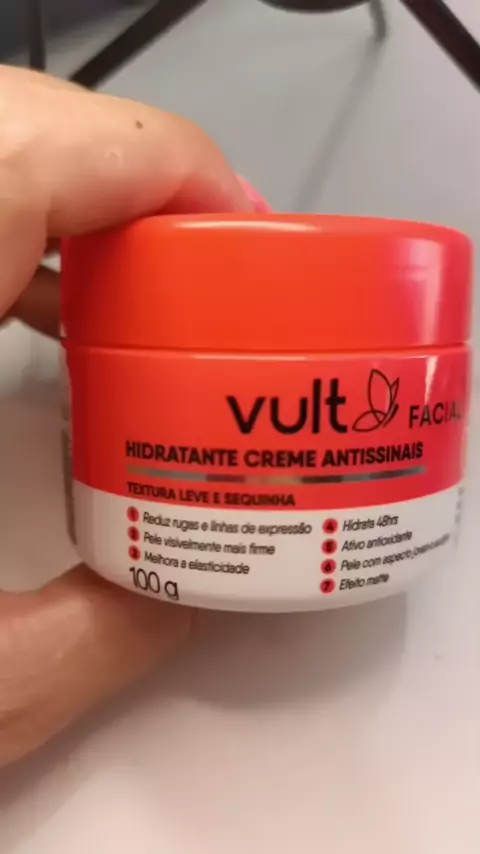 vult FACIAL
HIDRATANTE CREME ANTISSINAIS
TEXTURA LEVE E SEQUINHA
1 Reduz rugas e linhas de expressão
2 Pele visivelmente mais firme
3 Melhora a elasticidade
4 Hidrata 48hrs
5 Ativo antioxidante
6 Pele com aspecto
7 Efeito matte
100 g